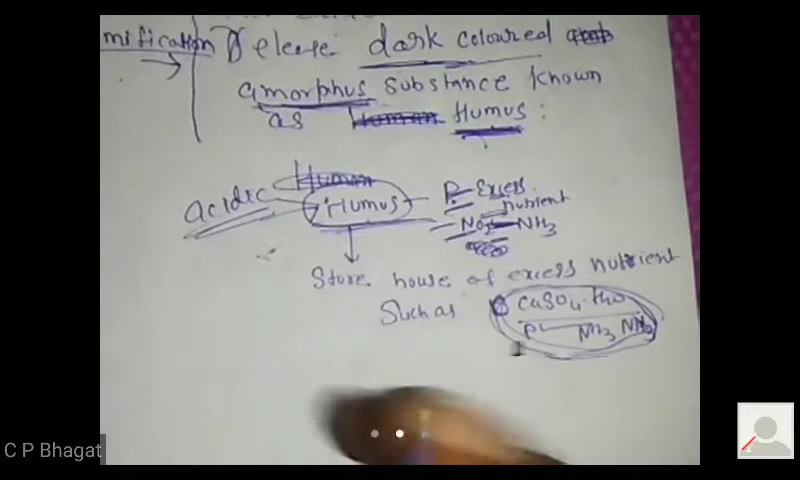 mification Release dark coloured
amorphus substance known
as Humus :
acidic Humus P. Excess
nutrient
NO3 NH3
Store house of excess nutrient
Such as CaSO4.H2O
P NH3 NH3
C P Bhagat